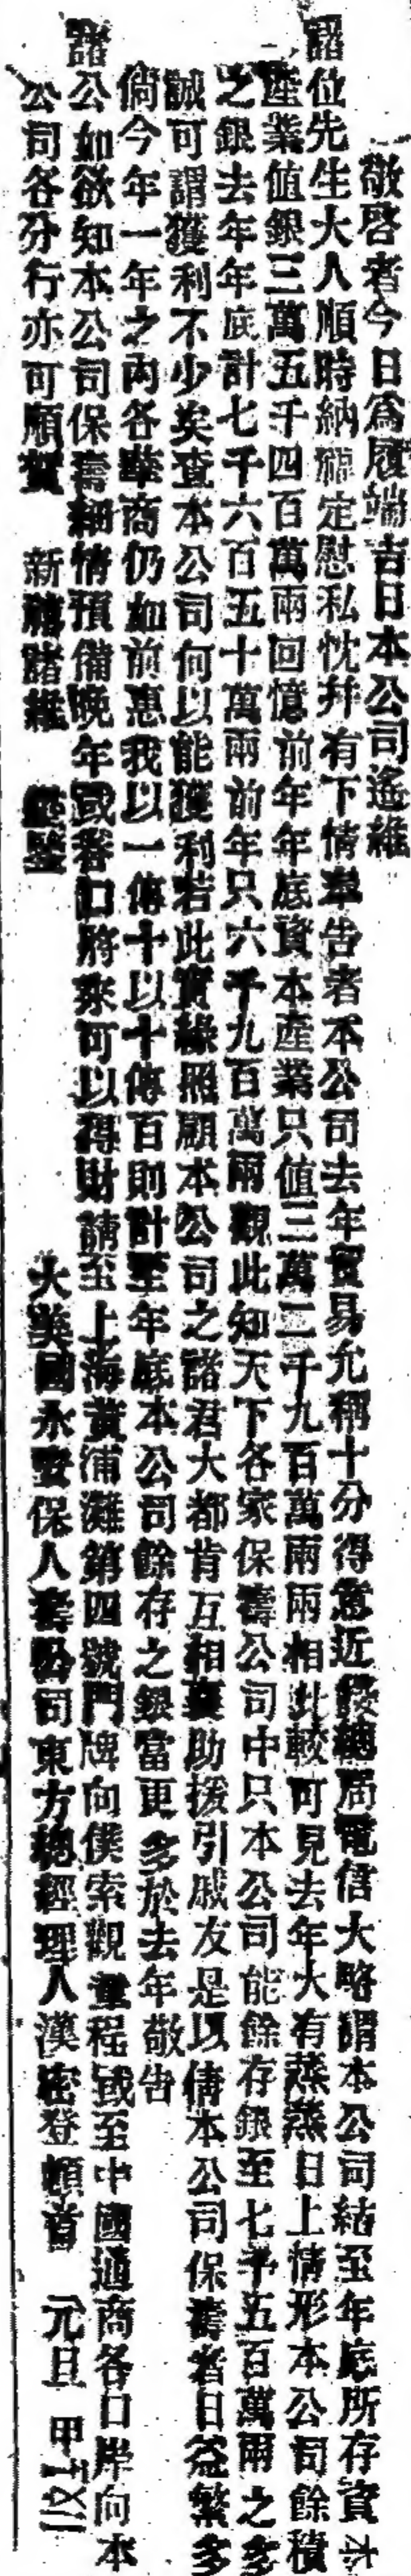 敬啓者今日爲履端吉日本公司遙維
諸位先生大人順時納福定慰私忱幷有下情奉告者本公司去年貿易允稱十分得意近接總局電信大略謂本公司結至年底所存資本
產業值銀三萬五千四百萬兩回憶前年年底資本產業只值三萬二千九百萬兩兩相比較可見去年大有蒸蒸日上情形本公司餘積
之銀去年年底計七千六百五十萬兩前年只六千九百萬兩觀此知天下各家保壽公司中只本公司能餘存銀至七千五百萬兩之多
誠可謂獲利不少矣查本公司何以能獲利若此實緣照顧本公司之諸君大都肯互相襄助援引戚友是以倩本公司保壽者日益繁多
倘今年一年之內各紳商仍如前惠我以一傳十以十傳百則計至年底本公司餘存之銀當更多於去年敬告
諸公如欲知本公司保壽細情預備晚年或眷口將來可以得財請至上海黃浦灘第四號門牌向僕索觀章程或至中國通商各口岸向本
公司各分行亦可順賀 新禧諸維 鑒
大英國永安保人壽公司東方總經理人漢密登頓首 元旦 甲